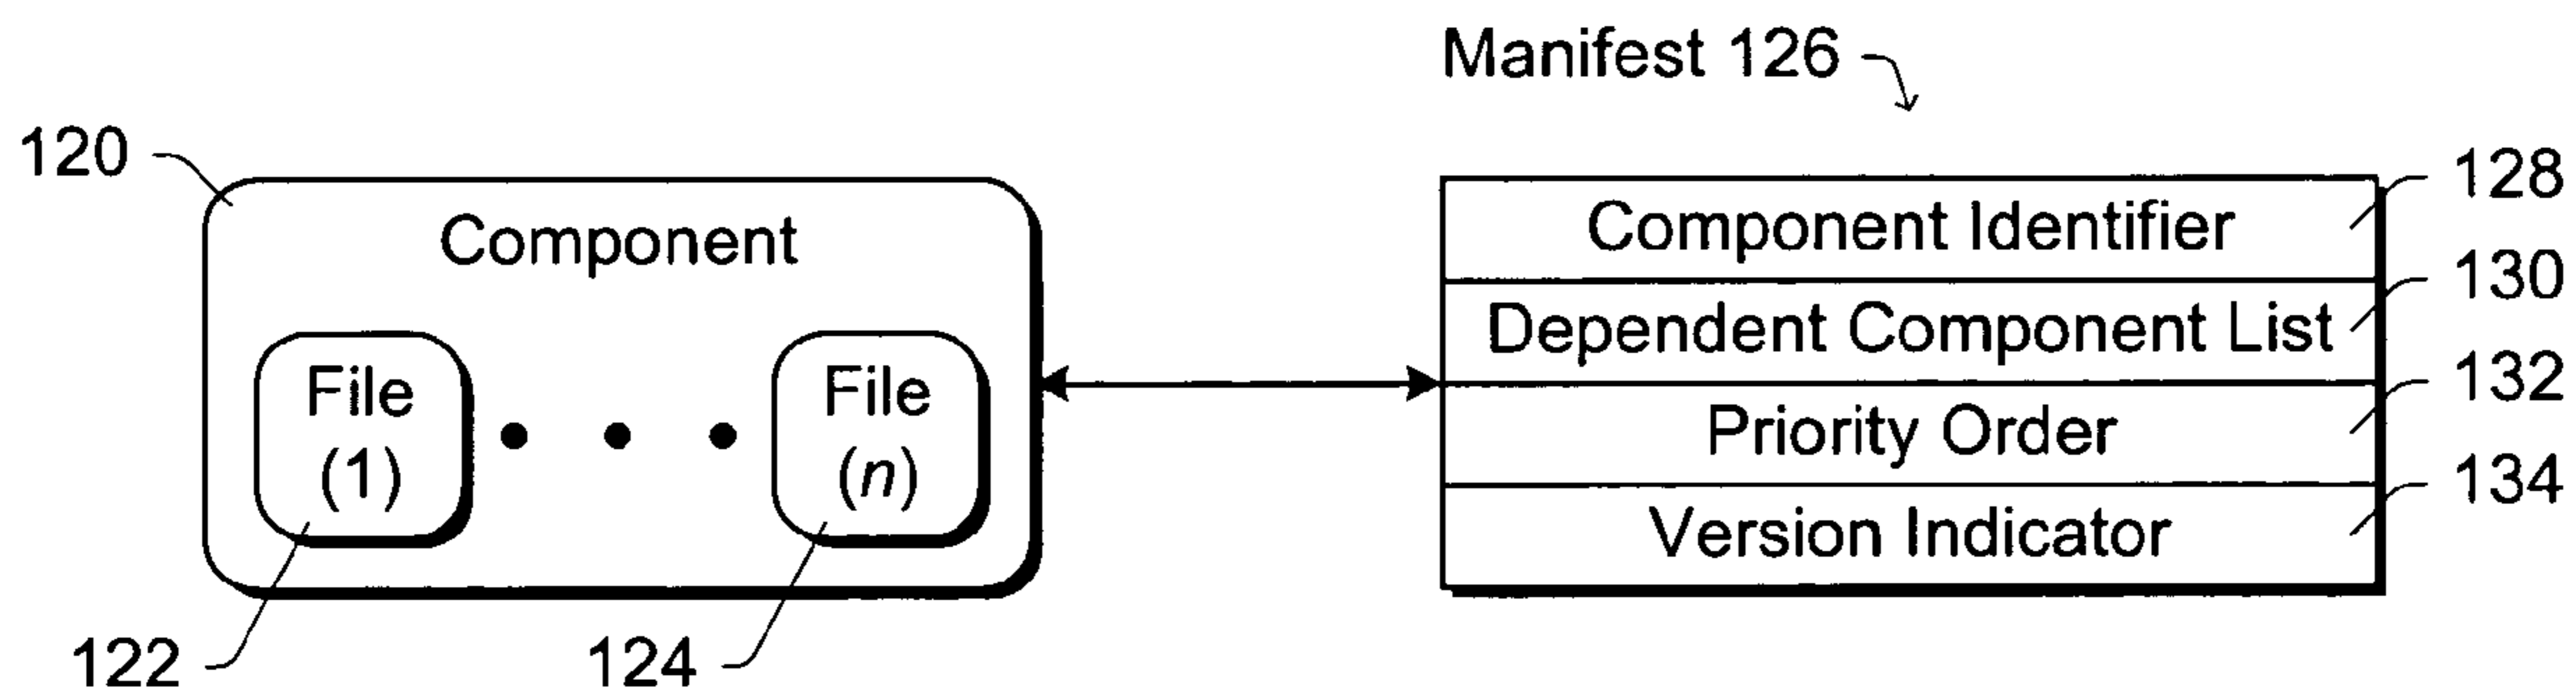 Manifest 126
120
Component
File
(1)
File
(n)
122
124
Component Identifier
128
Dependent Component List
130
Priority Order
132
Version Indicator
134